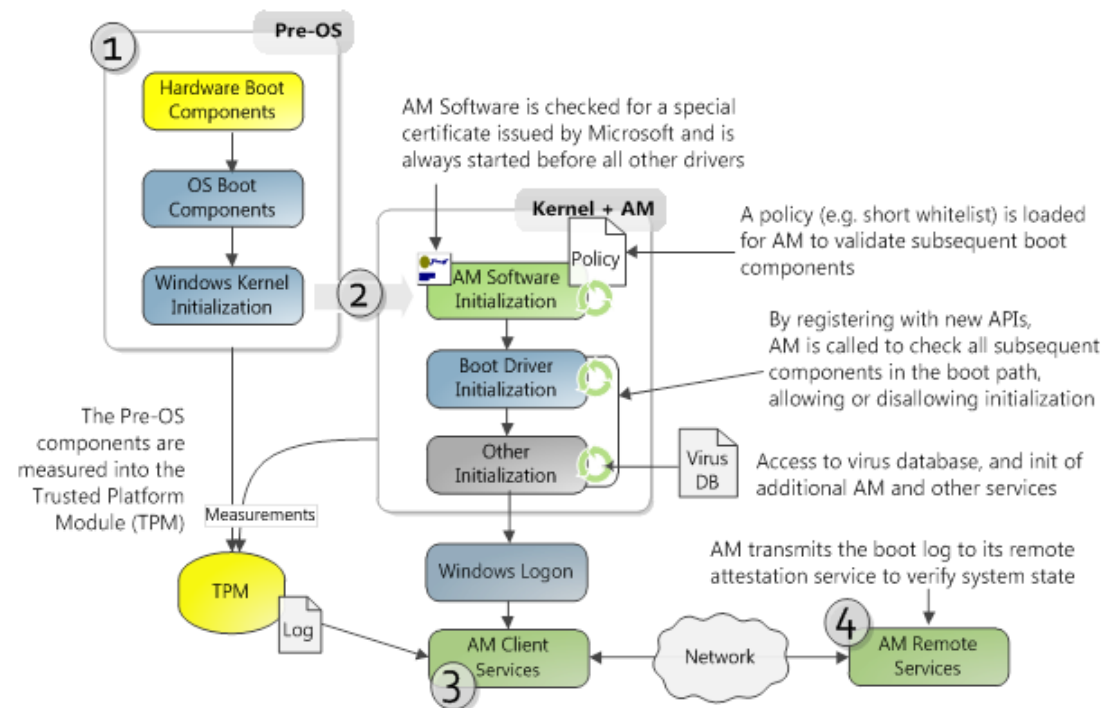 1
Pre-OS
Hardware Boot
Components
OS Boot
Components
Windows Kernel
Initialization
2
AM Software is checked for a special
certificate issued by Microsoft and is
always started before all other drivers
Kernel + AM
Policy
AM Software
Initialization
A policy (e.g. short whitelist) is loaded
for AM to validate subsequent boot
components
Boot Driver
Initialization
By registering with new APIs,
AM is called to check all subsequent
components in the boot path,
allowing or disallowing initialization
Other
Initialization
Virus
DB
Access to virus database, and init of
additional AM and other services
The Pre-OS
components are
measured into the
Trusted Platform
Module (TPM)
Measurements
TPM
Log
Windows Logon
AM Client
Services
3
Network
AM transmits the boot log to its remote
attestation service to verify system state
4
AM Remote
Services